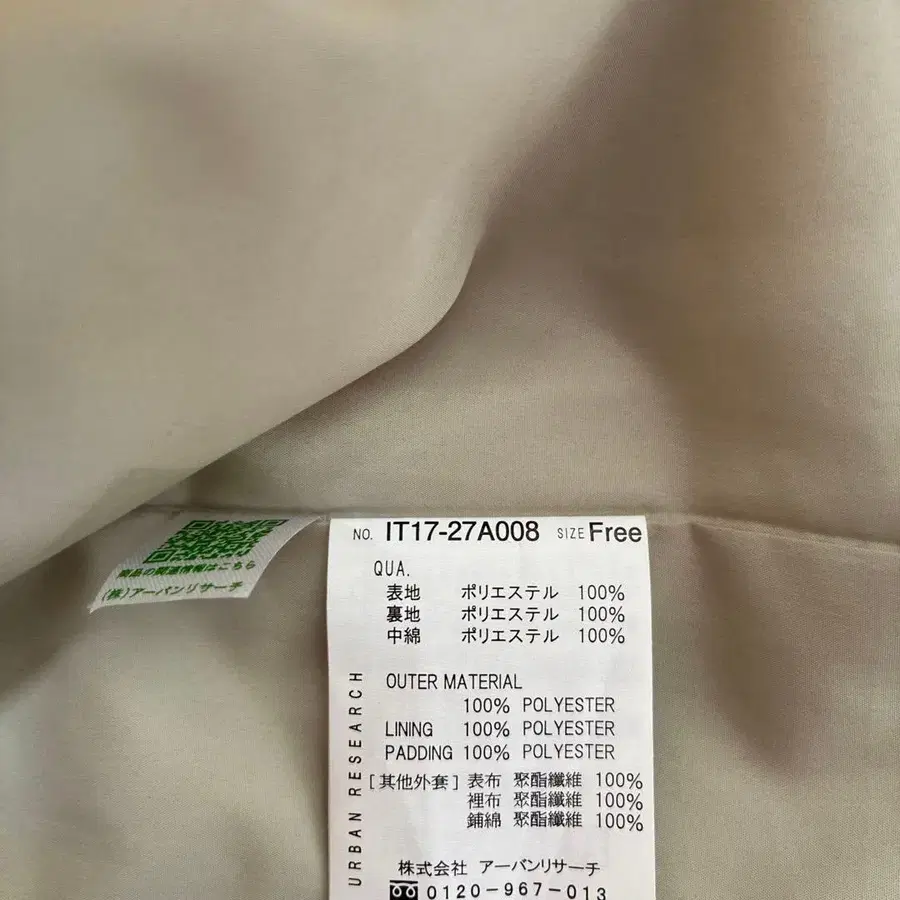 商品の関連情報はこちら
(株)アーバンリサーチ
NO. IT17-27A008 SIZE Free
QUA.
表地 ポリエステル 100%
裏地 ポリエステル 100%
中綿 ポリエステル 100%
OUTER MATERIAL
100% POLYESTER
LINING 100% POLYESTER
PADDING 100% POLYESTER
[其他外套] 表布 聚酯纖維 100%
裡布 聚酯纖維 100%
鋪綿 聚酯纖維 100%
URBAN RESEARCH
株式会社 アーバンリサーチ
0120-967-013